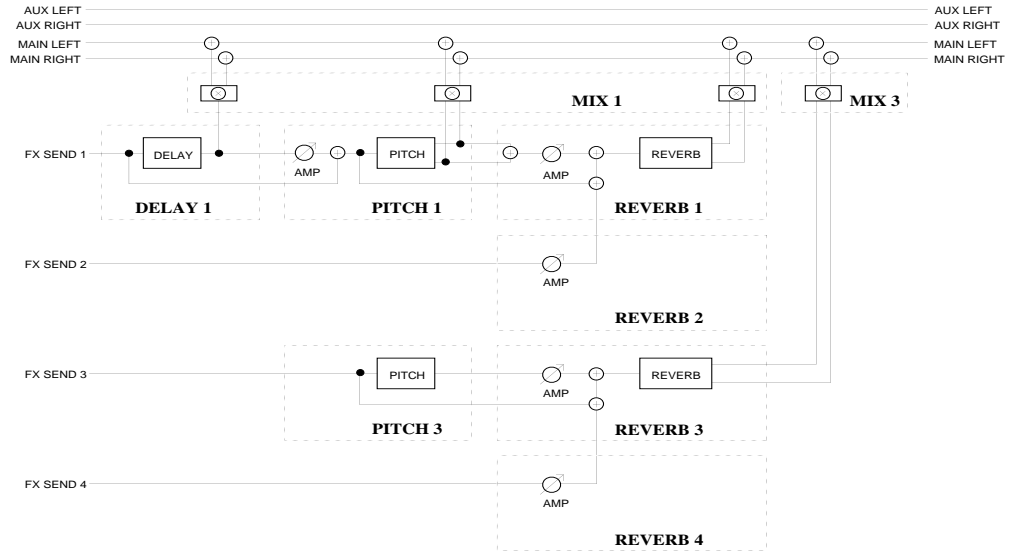 AUX LEFT AUX LEFT
AUX RIGHT AUX RIGHT
MAIN LEFT MAIN LEFT
MAIN RIGHT MAIN RIGHT
MIX 1 MIX 3
FX SEND 1 DELAY PITCH REVERB
AMP AMP
DELAY 1 PITCH 1 REVERB 1
FX SEND 2
AMP
REVERB 2
FX SEND 3 PITCH REVERB
AMP
PITCH 3 REVERB 3
FX SEND 4
AMP
REVERB 4